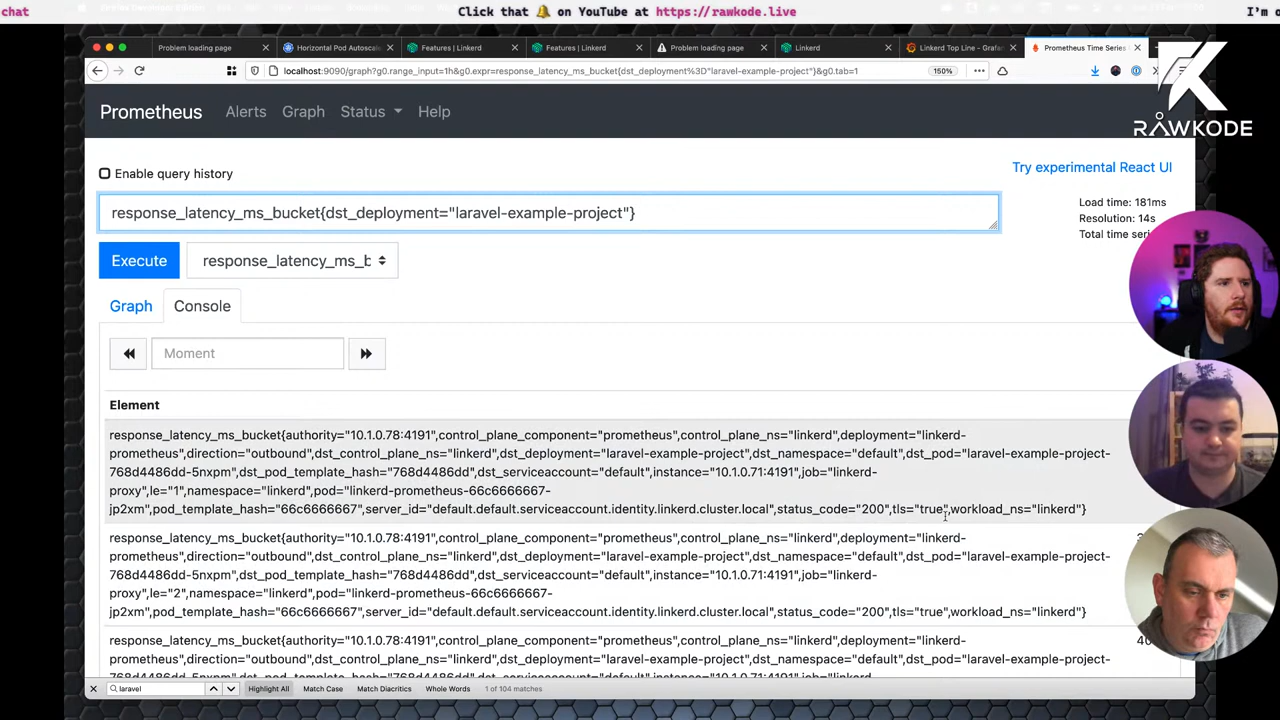 chat
Click that 🔔 on YouTube at https://rawkode.live
I'm o
Problem loading page
Horizontal Pod Autoscale
Features | Linkerd
Features | Linkerd
Problem loading page
Linkerd
Linkerd Top Line - Grafan
Prometheus Time Series
localhost:9090/graph?g0.range_input=1h&g0.expr=response_latency_ms_bucket{dst_deployment%3D"laravel-example-project"}&g0.tab=1
150%
RAWKODE
Prometheus
Alerts
Graph
Status
Help
Enable query history
Try experimental React UI
response_latency_ms_bucket{dst_deployment="laravel-example-project"}
Load time: 181ms
Resolution: 14s
Total time seri
Execute
response_latency_ms_b
Graph
Console
Moment
Element
response_latency_ms_bucket{authority="10.1.0.78:4191",control_plane_component="prometheus",control_plane_ns="linkerd",deployment="linkerd-
prometheus",direction="outbound",dst_control_plane_ns="linkerd",dst_deployment="laravel-example-project",dst_namespace="default",dst_pod="laravel-example-project-
768d4486dd-5nxpm",dst_pod_template_hash="768d4486dd",dst_serviceaccount="default",instance="10.1.0.71:4191",job="linkerd-
proxy",le="1",namespace="linkerd",pod="linkerd-prometheus-66c6666667-
jp2xm",pod_template_hash="66c6666667",server_id="default.default.serviceaccount.identity.linkerd.cluster.local",status_code="200",tls="true",workload_ns="linkerd"}
response_latency_ms_bucket{authority="10.1.0.78:4191",control_plane_component="prometheus",control_plane_ns="linkerd",deployment="linkerd-
prometheus",direction="outbound",dst_control_plane_ns="linkerd",dst_deployment="laravel-example-project",dst_namespace="default",dst_pod="laravel-example-project-
768d4486dd-5nxpm",dst_pod_template_hash="768d4486dd",dst_serviceaccount="default",instance="10.1.0.71:4191",job="linkerd-
proxy",le="2",namespace="linkerd",pod="linkerd-prometheus-66c6666667-
jp2xm",pod_template_hash="66c6666667",server_id="default.default.serviceaccount.identity.linkerd.cluster.local",status_code="200",tls="true",workload_ns="linkerd"}
response_latency_ms_bucket{authority="10.1.0.78:4191",control_plane_component="prometheus",control_plane_ns="linkerd",deployment="linkerd-
prometheus",direction="outbound",dst_control_plane_ns="linkerd",dst_deployment="laravel-example-project",dst_namespace="default",dst_pod="laravel-example-project-
laravel
Highlight All
Match Case
Match Diacritics
Whole Words
1 of 104 matches